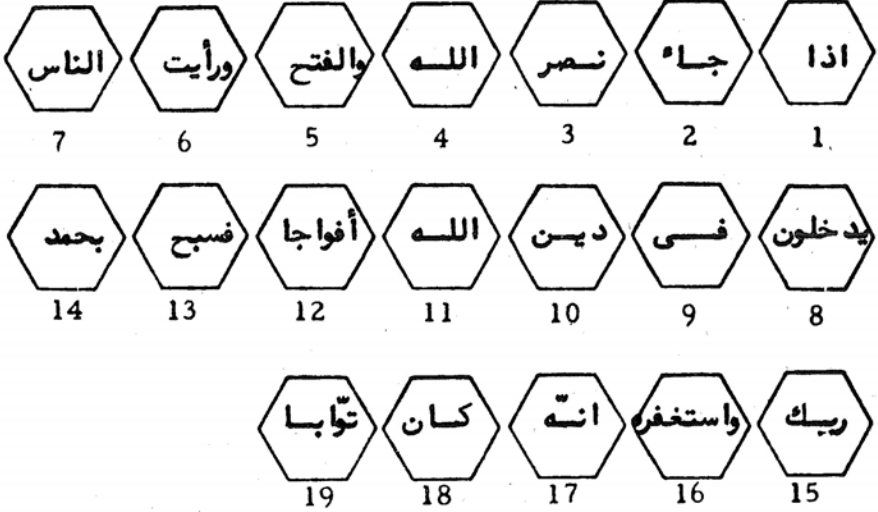 اذا جاء نصر الله والفتح ورأيت الناس
1 2 3 4 5 6 7
يدخلون فى دين الله أفواجا فسبح بحمد
8 9 10 11 12 13 14
ربك واستغفره انّه كان توّابا
15 16 17 18 19